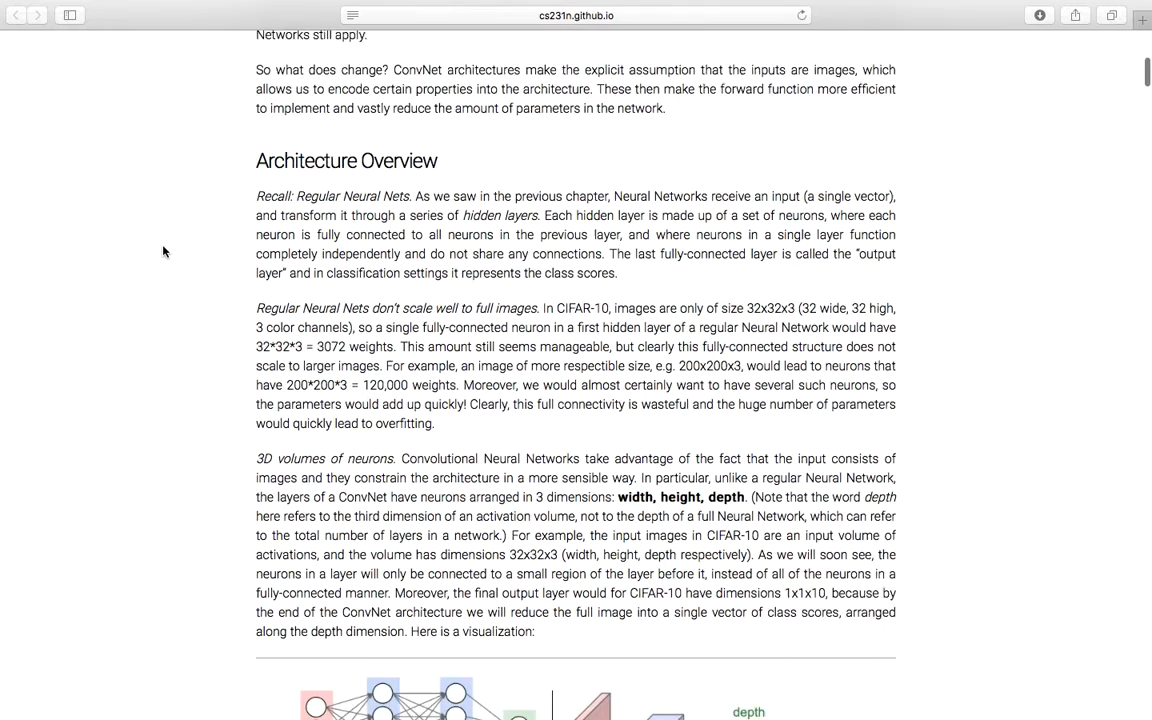 cs231n.github.io
Networks still apply.
So what does change? ConvNet architectures make the explicit assumption that the inputs are images, which
allows us to encode certain properties into the architecture. These then make the forward function more efficient
to implement and vastly reduce the amount of parameters in the network.
Architecture Overview
Recall: Regular Neural Nets. As we saw in the previous chapter, Neural Networks receive an input (a single vector),
and transform it through a series of hidden layers. Each hidden layer is made up of a set of neurons, where each
neuron is fully connected to all neurons in the previous layer, and where neurons in a single layer function
completely independently and do not share any connections. The last fully-connected layer is called the "output
layer" and in classification settings it represents the class scores.
Regular Neural Nets don't scale well to full images. In CIFAR-10, images are only of size 32x32x3 (32 wide, 32 high,
3 color channels), so a single fully-connected neuron in a first hidden layer of a regular Neural Network would have
32*32*3 = 3072 weights. This amount still seems manageable, but clearly this fully-connected structure does not
scale to larger images. For example, an image of more respectible size, e.g. 200x200x3, would lead to neurons that
have 200*200*3 = 120,000 weights. Moreover, we would almost certainly want to have several such neurons, so
the parameters would add up quickly! Clearly, this full connectivity is wasteful and the huge number of parameters
would quickly lead to overfitting.
3D volumes of neurons. Convolutional Neural Networks take advantage of the fact that the input consists of
images and they constrain the architecture in a more sensible way. In particular, unlike a regular Neural Network,
the layers of a ConvNet have neurons arranged in 3 dimensions: width, height, depth. (Note that the word depth
here refers to the third dimension of an activation volume, not to the depth of a full Neural Network, which can refer
to the total number of layers in a network.) For example, the input images in CIFAR-10 are an input volume of
activations, and the volume has dimensions 32x32x3 (width, height, depth respectively). As we will soon see, the
neurons in a layer will only be connected to a small region of the layer before it, instead of all of the neurons in a
fully-connected manner. Moreover, the final output layer would for CIFAR-10 have dimensions 1x1x10, because by
the end of the ConvNet architecture we will reduce the full image into a single vector of class scores, arranged
along the depth dimension. Here is a visualization:
depth